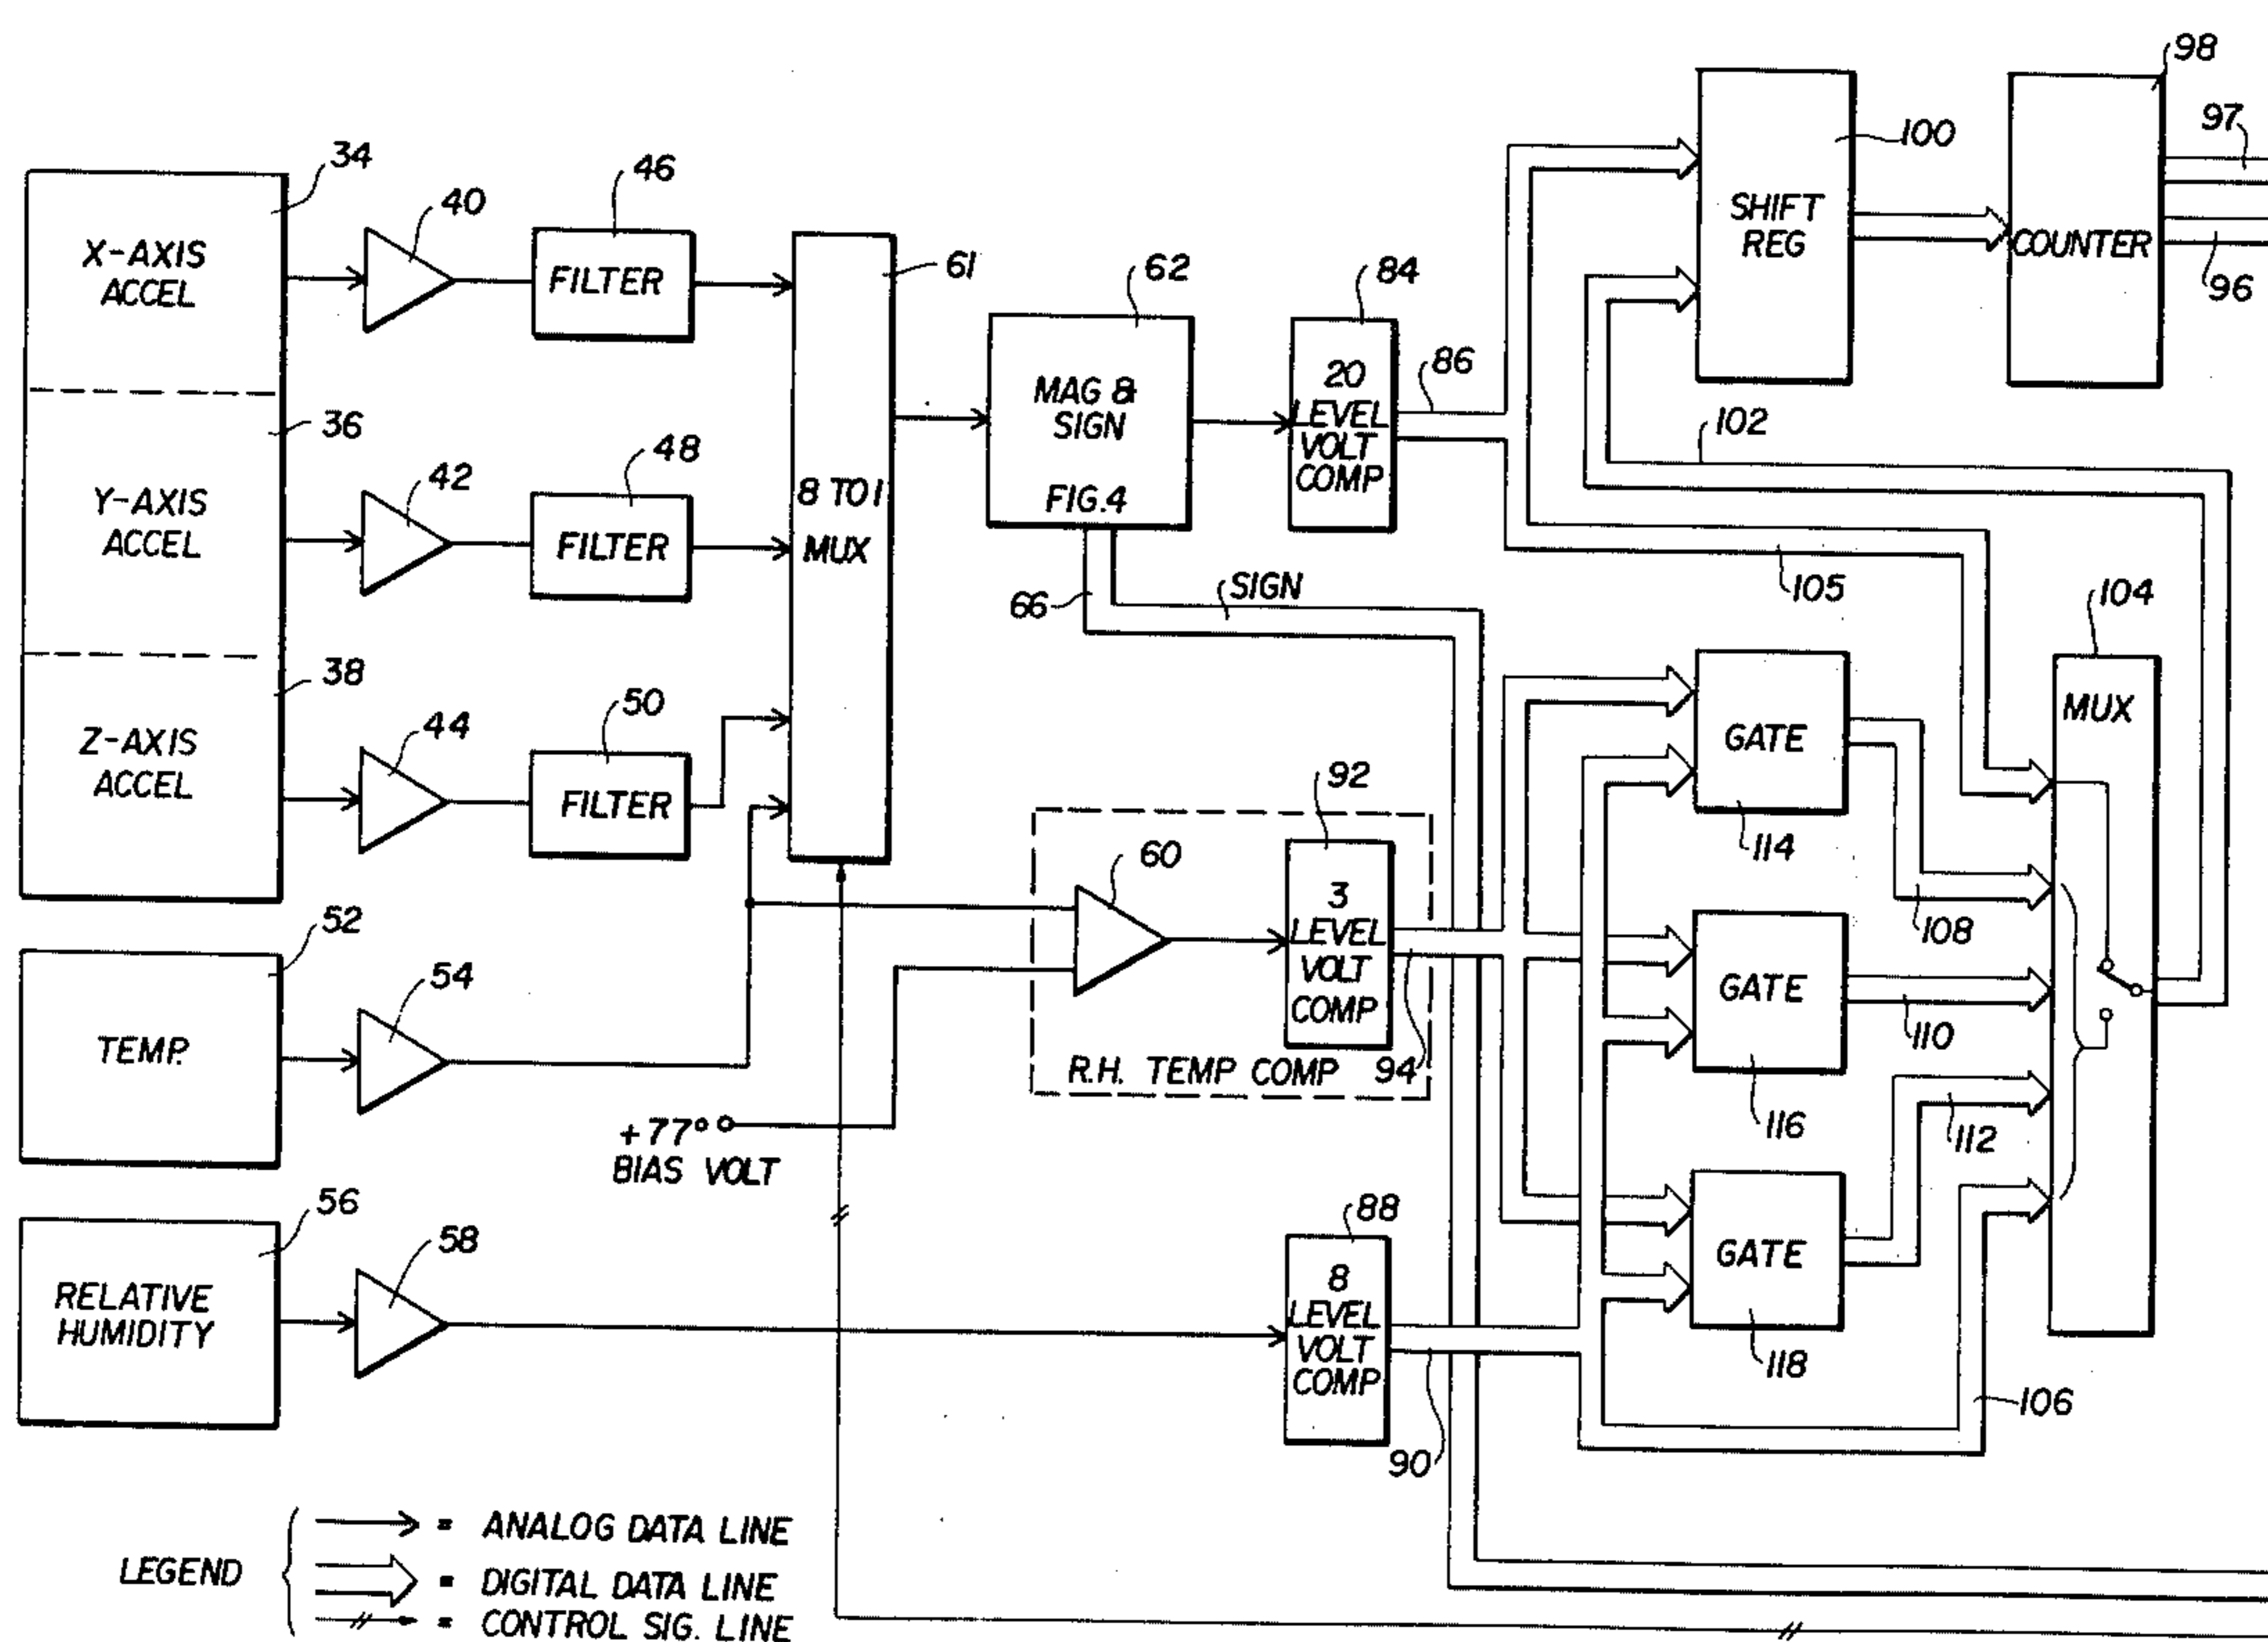 98
97
100
34
46
40
SHIFT
REG
X-AXIS
ACCEL
61
62
84
COUNTER
FILTER
96
20
LEVEL
VOLT
COMP
86
MAG &
SIGN
FIG.4
102
36
42
48
Y-AXIS
ACCEL
8 TO 1
MUX
FILTER
66
SIGN
105
104
38
50
MUX
Z-AXIS
ACCEL
44
GATE
92
FILTER
114
60
3
LEVEL
VOLT
COMP
52
108
54
GATE
TEMP.
110
R.H. TEMP COMP
94
+77°
BIAS VOLT
116
112
56
58
88
GATE
RELATIVE
HUMIDITY
8
LEVEL
VOLT
COMP
118
106
90
LEGEND
= ANALOG DATA LINE
= DIGITAL DATA LINE
= CONTROL SIG. LINE